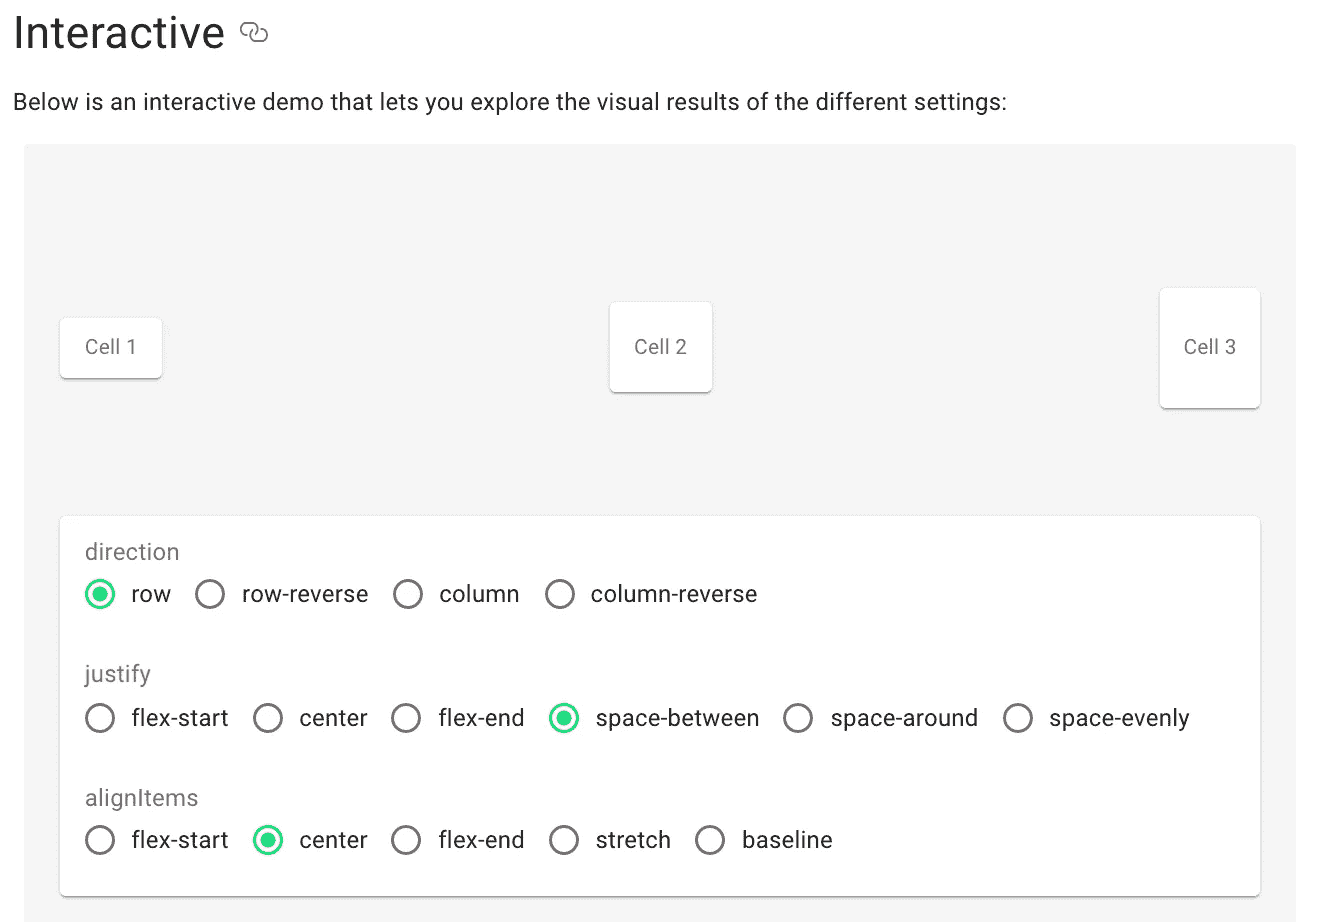 Interactive
Below is an interactive demo that lets you explore the visual results of the different settings:
Cell 1 Cell 2 Cell 3
direction
row row-reverse column column-reverse
justify
flex-start center flex-end space-between space-around space-evenly
alignItems
flex-start center flex-end stretch baseline